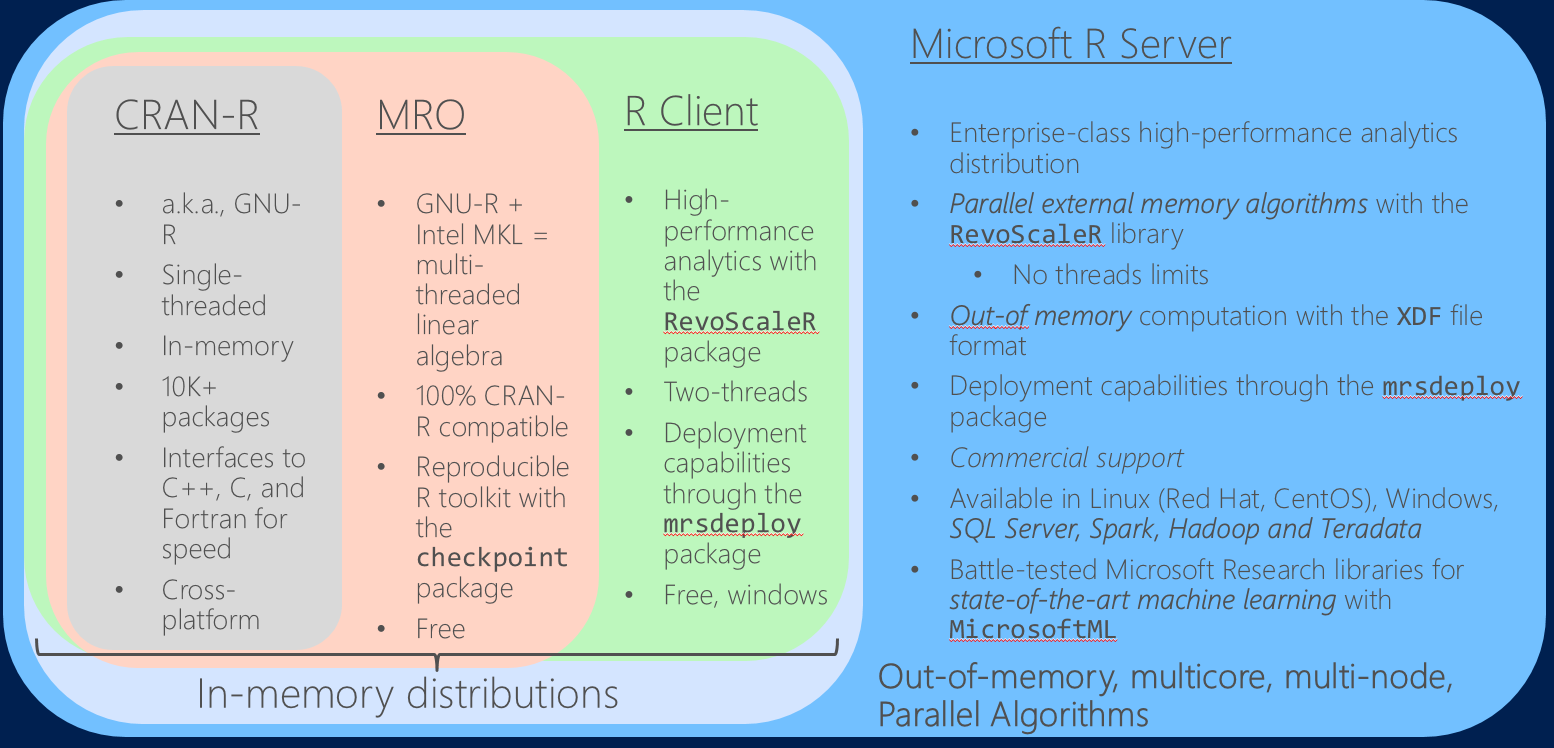 CRAN-R
• a.k.a., GNU-
R
• Single-
threaded
• In-memory
• 10K+
packages
• Interfaces to
C++, C, and
Fortran for
speed
• Cross-
platform
MRO
• GNU-R +
Intel MKL =
multi-
threaded
linear
algebra
• 100% CRAN-
R compatible
• Reproducible
R toolkit with
the
checkpoint
package
• Free
R Client
• High-
performance
analytics with
the
RevoScaleR
package
• Two-threads
• Deployment
capabilities
through the
mrsdeploy
package
• Free, windows
In-memory distributions
Microsoft R Server
• Enterprise-class high-performance analytics
distribution
• Parallel external memory algorithms with the
RevoScaleR library
• No threads limits
• Out-of memory computation with the XDF file
format
• Deployment capabilities through the mrsdeploy
package
• Commercial support
• Available in Linux (Red Hat, CentOS), Windows,
SQL Server, Spark, Hadoop and Teradata
• Battle-tested Microsoft Research libraries for
state-of-the-art machine learning with
MicrosoftML
Out-of-memory, multicore, multi-node,
Parallel Algorithms